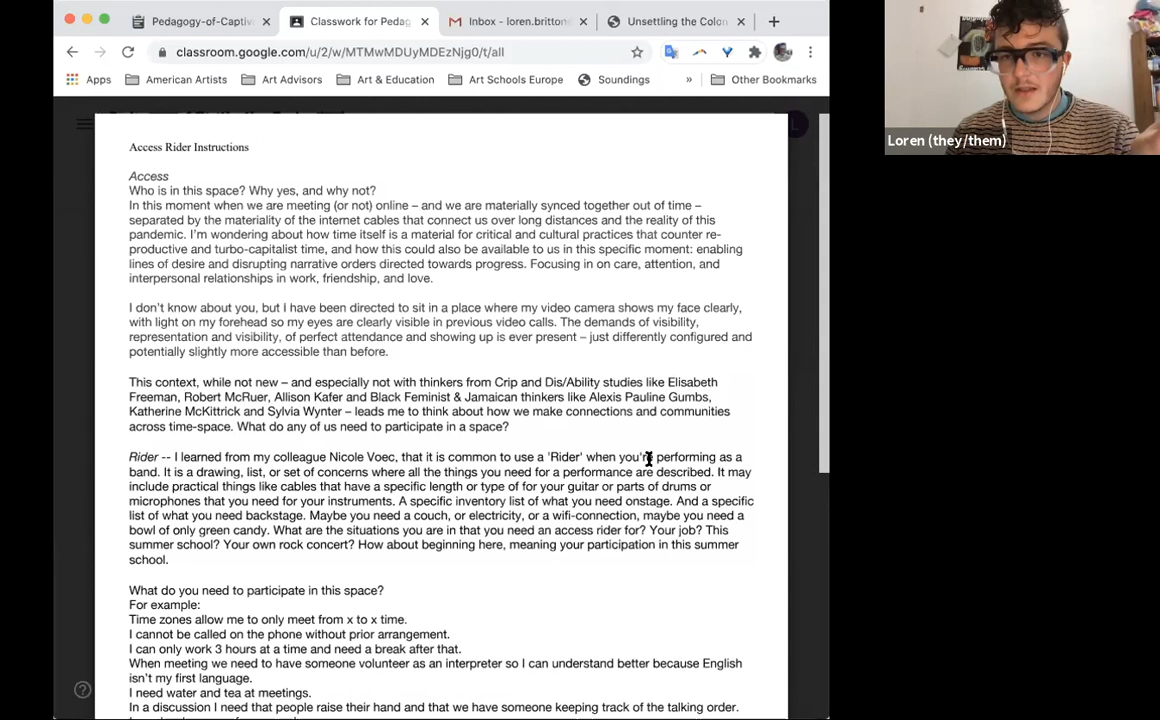 Pedagogy-of-Captiv
Classwork for Pedag
Inbox - loren.britton
Unsettling the Colon
classroom.google.com/u/2/w/MTMwMDUyMDEzNjg0/t/all
Apps
American Artists
Art Advisors
Art & Education
Art Schools Europe
Soundings
»
Other Bookmarks
Loren (they/them)
Access Rider Instructions
Access
Who is in this space? Why yes, and why not?
In this moment when we are meeting (or not) online – and we are materially synced together out of time –
separated by the materiality of the internet cables that connect us over long distances and the reality of this
pandemic. I'm wondering about how time itself is a material for critical and cultural practices that counter re-
productive and turbo-capitalist time, and how this could also be available to us in this specific moment: enabling
lines of desire and disrupting narrative orders directed towards progress. Focusing in on care, attention, and
interpersonal relationships in work, friendship, and love.
I don't know about you, but I have been directed to sit in a place where my video camera shows my face clearly,
with light on my forehead so my eyes are clearly visible in previous video calls. The demands of visibility,
representation and visibility, of perfect attendance and showing up is ever present – just differently configured and
potentially slightly more accessible than before.
This context, while not new – and especially not with thinkers from Crip and Dis/Ability studies like Elisabeth
Freeman, Robert McRuer, Allison Kafer and Black Feminist & Jamaican thinkers like Alexis Pauline Gumbs,
Katherine McKittrick and Sylvia Wynter – leads me to think about how we make connections and communities
across time-space. What do any of us need to participate in a space?
Rider -- I learned from my colleague Nicole Voec, that it is common to use a 'Rider' when you're performing as a
band. It is a drawing, list, or set of concerns where all the things you need for a performance are described. It may
include practical things like cables that have a specific length or type of for your guitar or parts of drums or
microphones that you need for your instruments. A specific inventory list of what you need onstage. And a specific
list of what you need backstage. Maybe you need a couch, or electricity, or a wifi-connection, maybe you need a
bowl of only green candy. What are the situations you are in that you need an access rider for? Your job? This
summer school? Your own rock concert? How about beginning here, meaning your participation in this summer
school.
What do you need to participate in this space?
For example:
Time zones allow me to only meet from x to x time.
I cannot be called on the phone without prior arrangement.
I can only work 3 hours at a time and need a break after that.
When meeting we need to have someone volunteer as an interpreter so I can understand better because English
isn't my first language.
I need water and tea at meetings.
In a discussion I need that people raise their hand and that we have someone keeping track of the talking order.